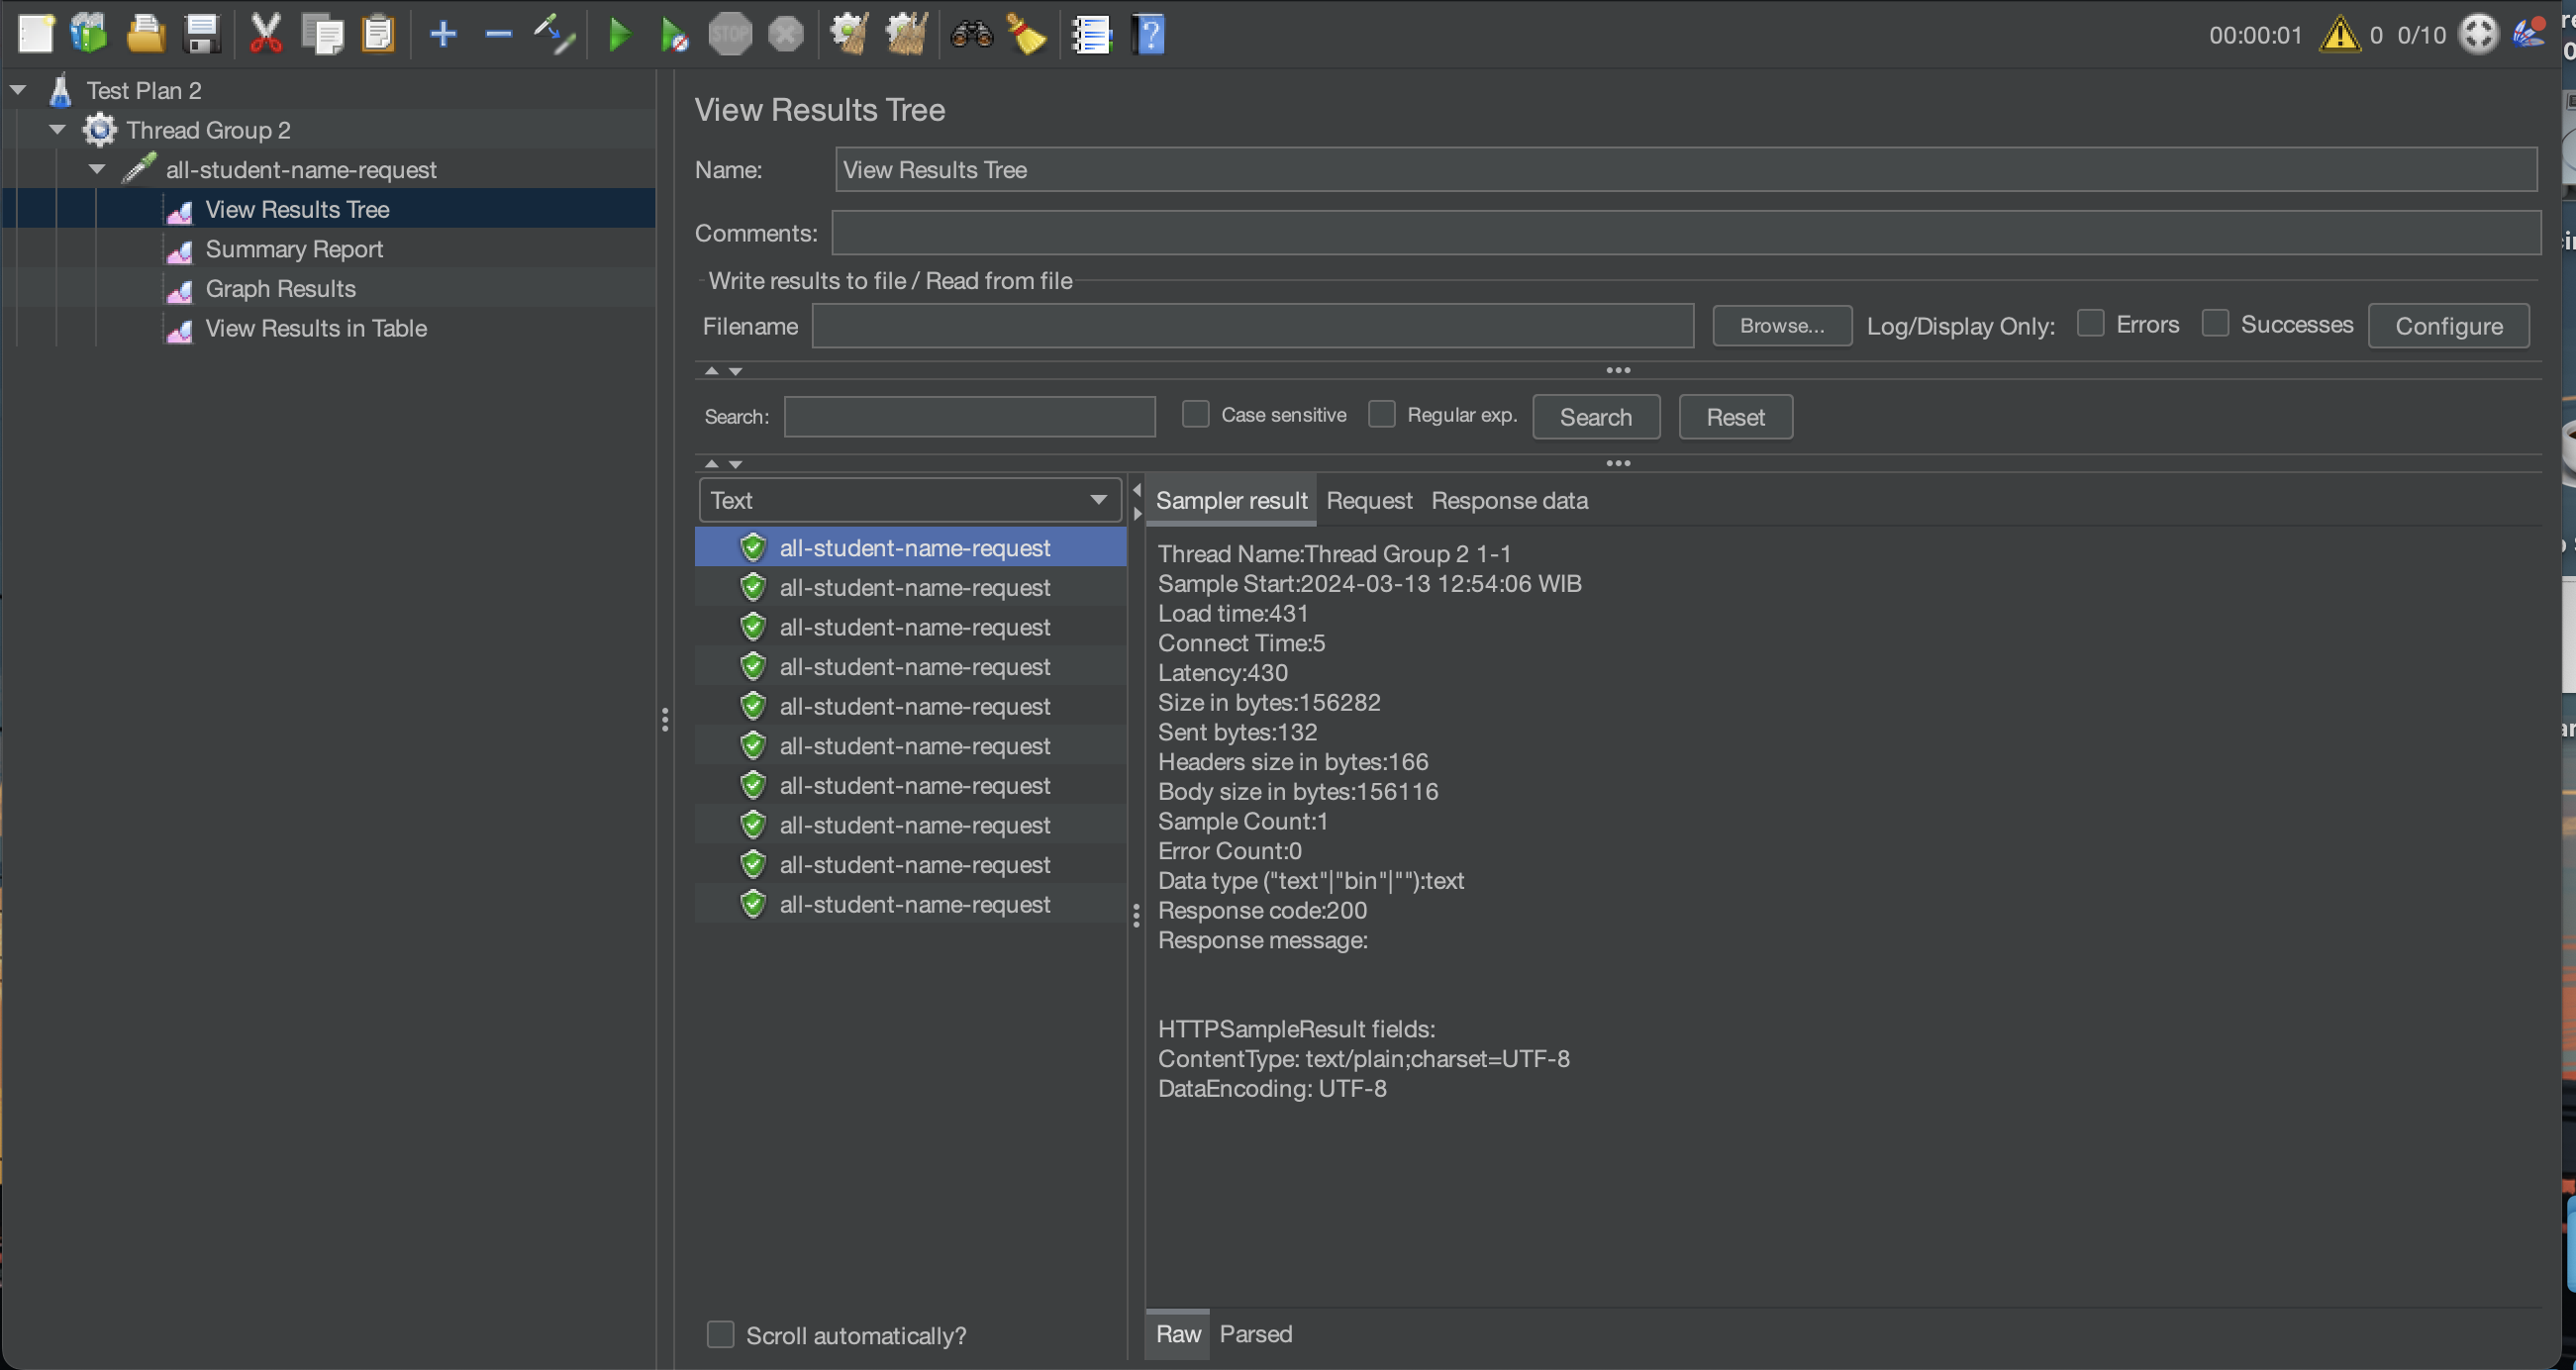 STOP
00:00:01 0 0/10
Test Plan 2
Thread Group 2
all-student-name-request
View Results Tree
Summary Report
Graph Results
View Results in Table
View Results Tree
Name: View Results Tree
Comments:
Write results to file / Read from file
Filename Browse... Log/Display Only: Errors Successes Configure
Search: Case sensitive Regular exp. Search Reset
Text
all-student-name-request
all-student-name-request
all-student-name-request
all-student-name-request
all-student-name-request
all-student-name-request
all-student-name-request
all-student-name-request
all-student-name-request
all-student-name-request
Scroll automatically?
Sampler result Request Response data
Thread Name:Thread Group 2 1-1
Sample Start:2024-03-13 12:54:06 WIB
Load time:431
Connect Time:5
Latency:430
Size in bytes:156282
Sent bytes:132
Headers size in bytes:166
Body size in bytes:156116
Sample Count:1
Error Count:0
Data type ("text"|"bin"|""):text
Response code:200
Response message:
HTTPSampleResult fields:
ContentType: text/plain;charset=UTF-8
DataEncoding: UTF-8
Raw Parsed